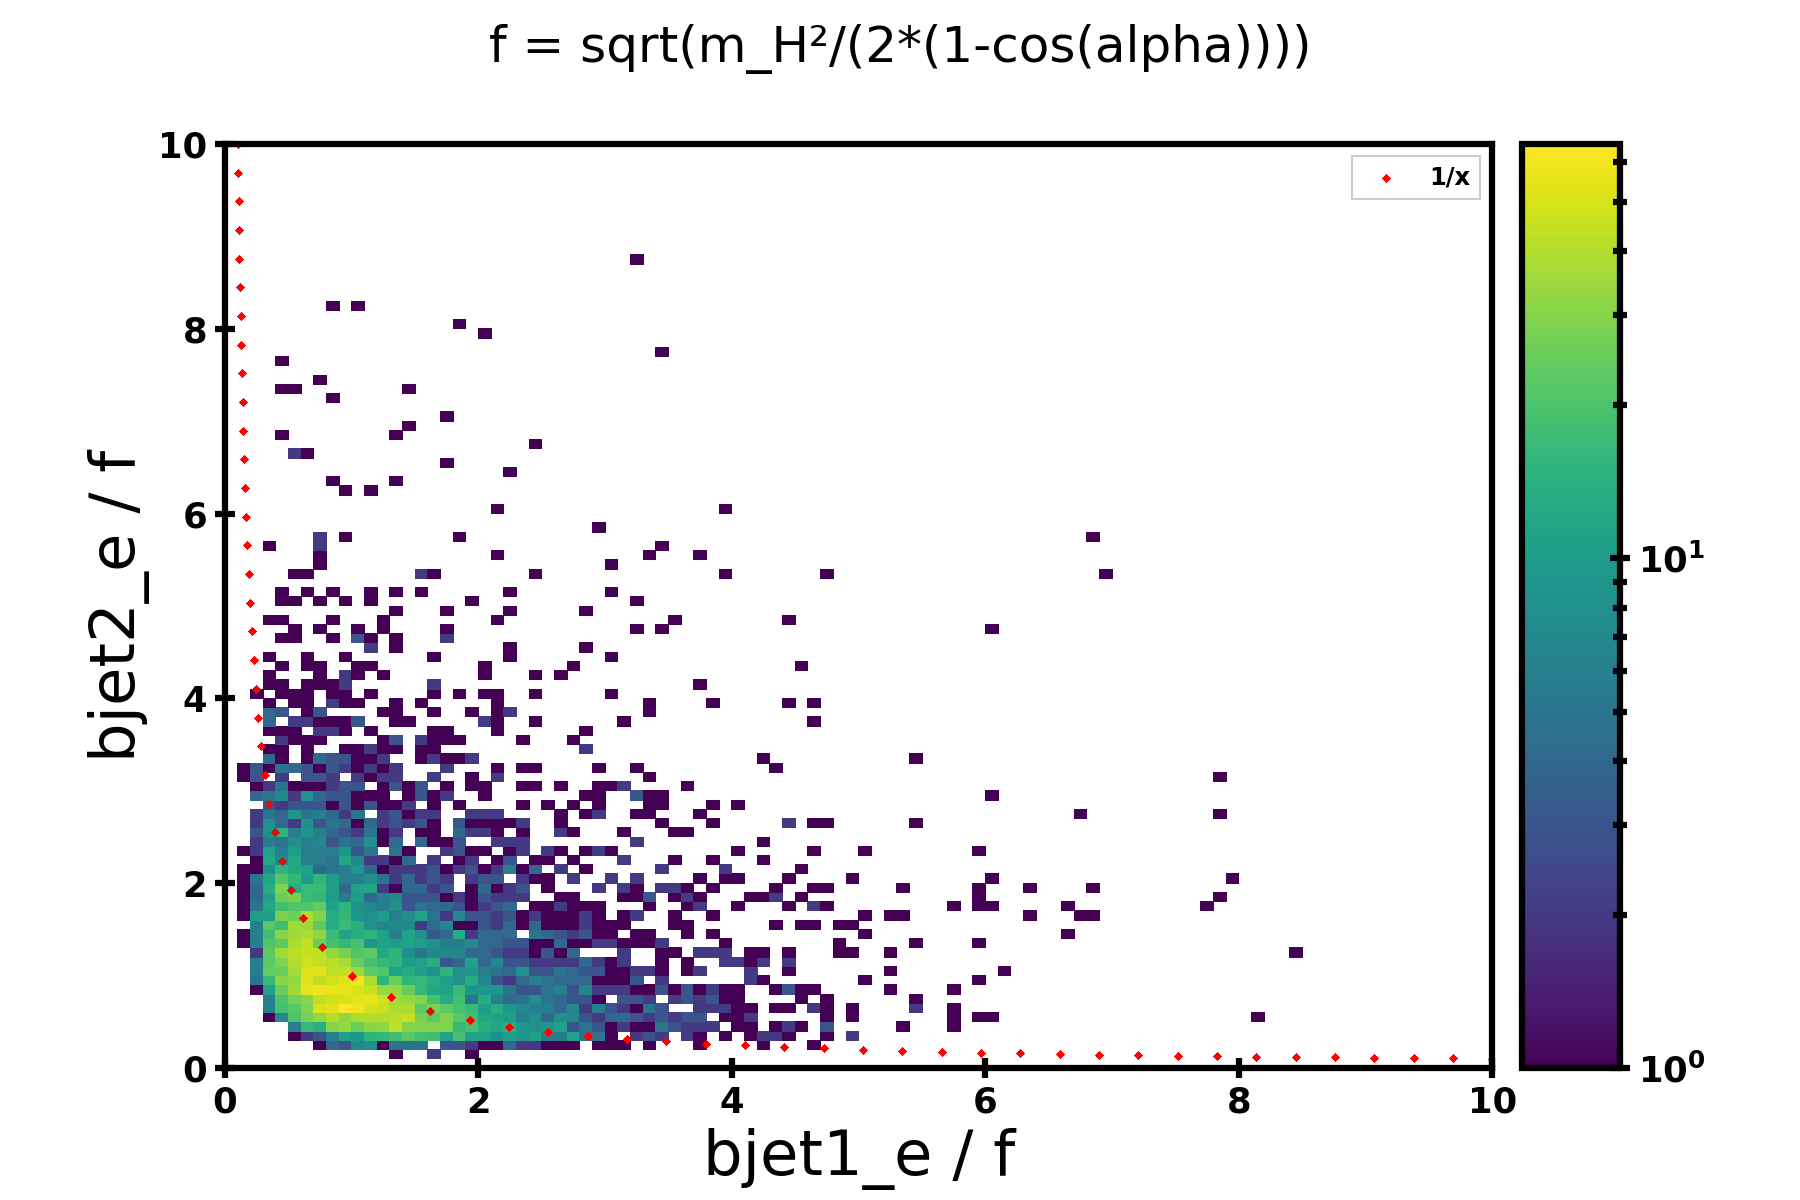 f = sqrt(m_H²/(2*(1-cos(alpha))))
10
8
6
4
2
0
0 2 4 6 8 10
bjet2_e / f
bjet1_e / f
1/x
10¹
10⁰